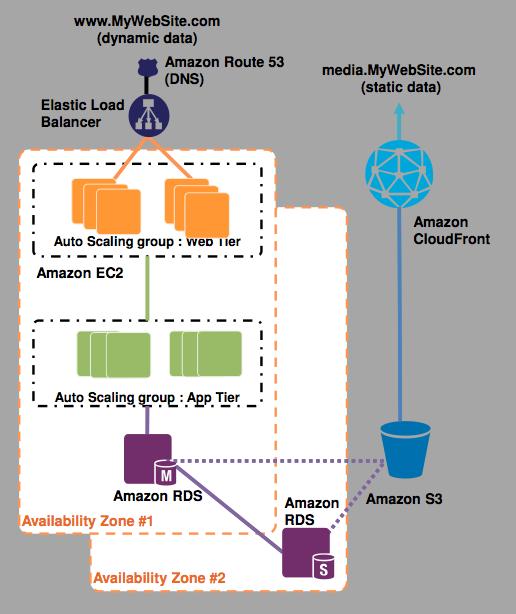 www.MyWebSite.com
(dynamic data)
Amazon Route 53
(DNS)
media.MyWebSite.com
(static data)
Elastic Load
Balancer
Amazon
CloudFront
Auto Scaling group : Web Tier
Amazon EC2
Auto Scaling group : App Tier
M
Amazon RDS
Amazon S3
Amazon
RDS
Availability Zone #1
S
Availability Zone #2